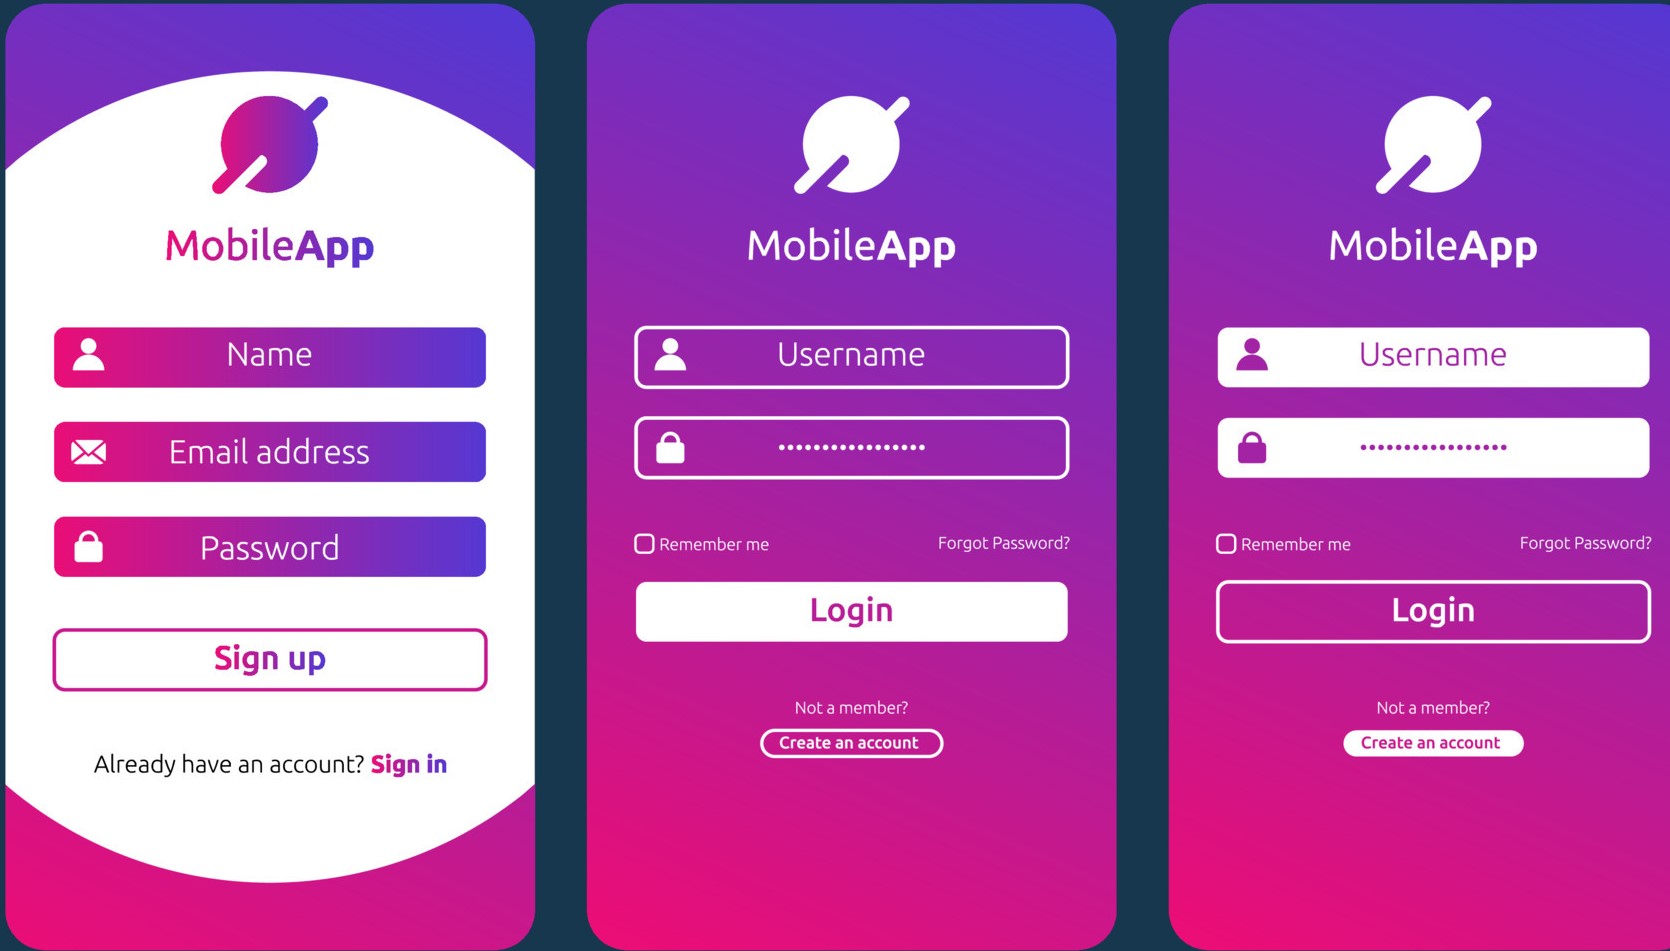 MobileApp
Name
Email address
Password
Sign up
Already have an account? Sign in
MobileApp
Username
•••••••••••••••••
Remember me
Forgot Password?
Login
Not a member?
Create an account
MobileApp
Username
•••••••••••••••••
Remember me
Forgot Password?
Login
Not a member?
Create an account